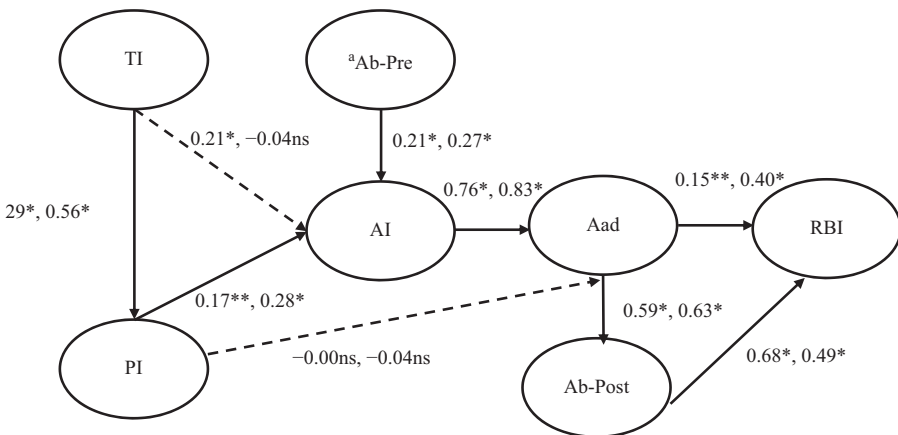 TI
ᵃAb-Pre
0.21*, −0.04ns
0.21*, 0.27*
0.76*, 0.83*
0.15**, 0.40*
29*, 0.56*
AI
Aad
RBI
0.17**, 0.28*
0.59*, 0.63*
−0.00ns, −0.04ns
0.68*, 0.49*
PI
Ab-Post